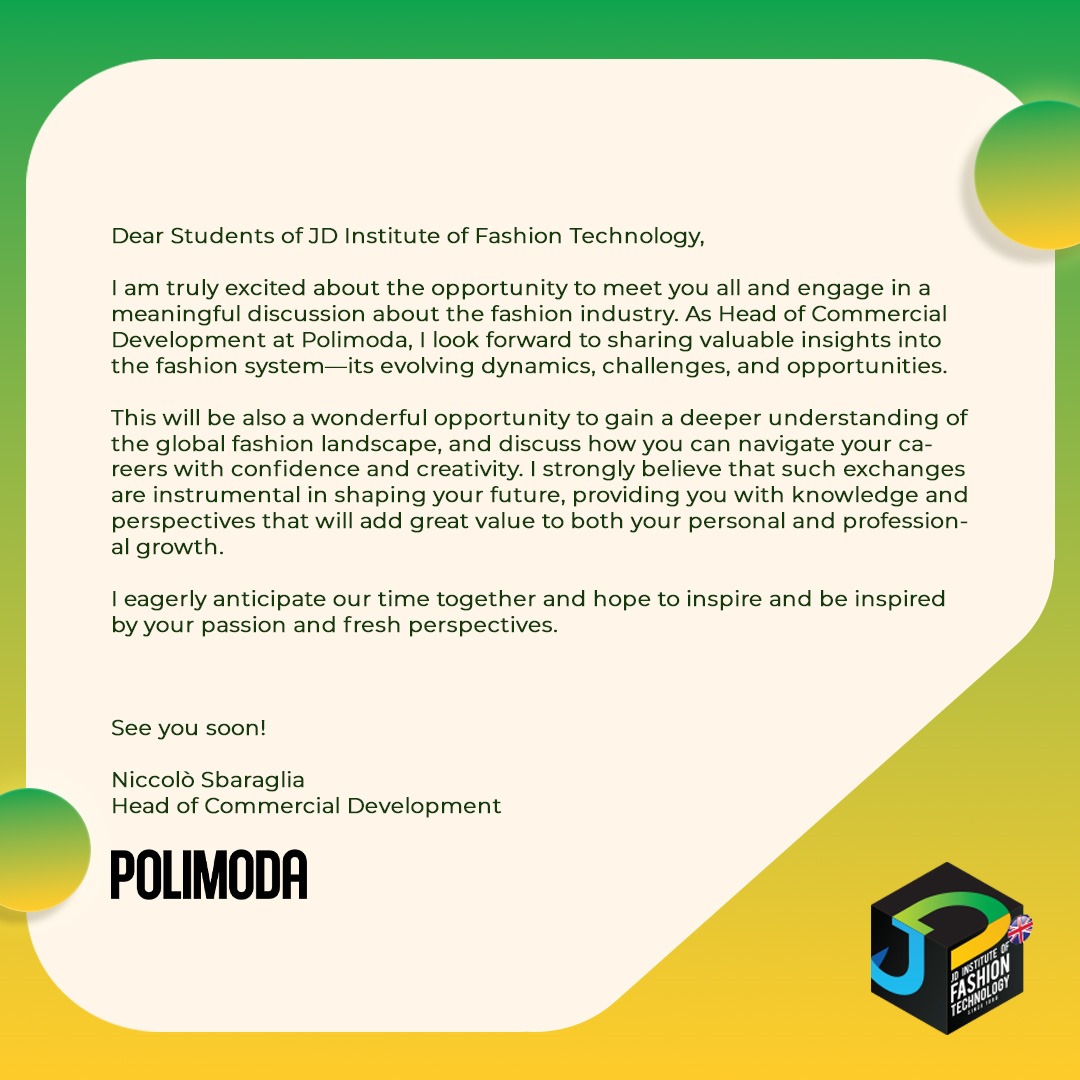 Dear Students of JD Institute of Fashion Technology,
I am truly excited about the opportunity to meet you all and engage in a
meaningful discussion about the fashion industry. As Head of Commercial
Development at Polimoda, I look forward to sharing valuable insights into
the fashion system—its evolving dynamics, challenges, and opportunities.
This will be also a wonderful opportunity to gain a deeper understanding of
the global fashion landscape, and discuss how you can navigate your ca-
reers with confidence and creativity. I strongly believe that such exchanges
are instrumental in shaping your future, providing you with knowledge and
perspectives that will add great value to both your personal and profession-
al growth.
I eagerly anticipate our time together and hope to inspire and be inspired
by your passion and fresh perspectives.
See you soon!
Niccolò Sbaraglia
Head of Commercial Development
POLIMODA
JD
JD INSTITUTE OF
FASHION
TECHNOLOGY
SINCE 1988